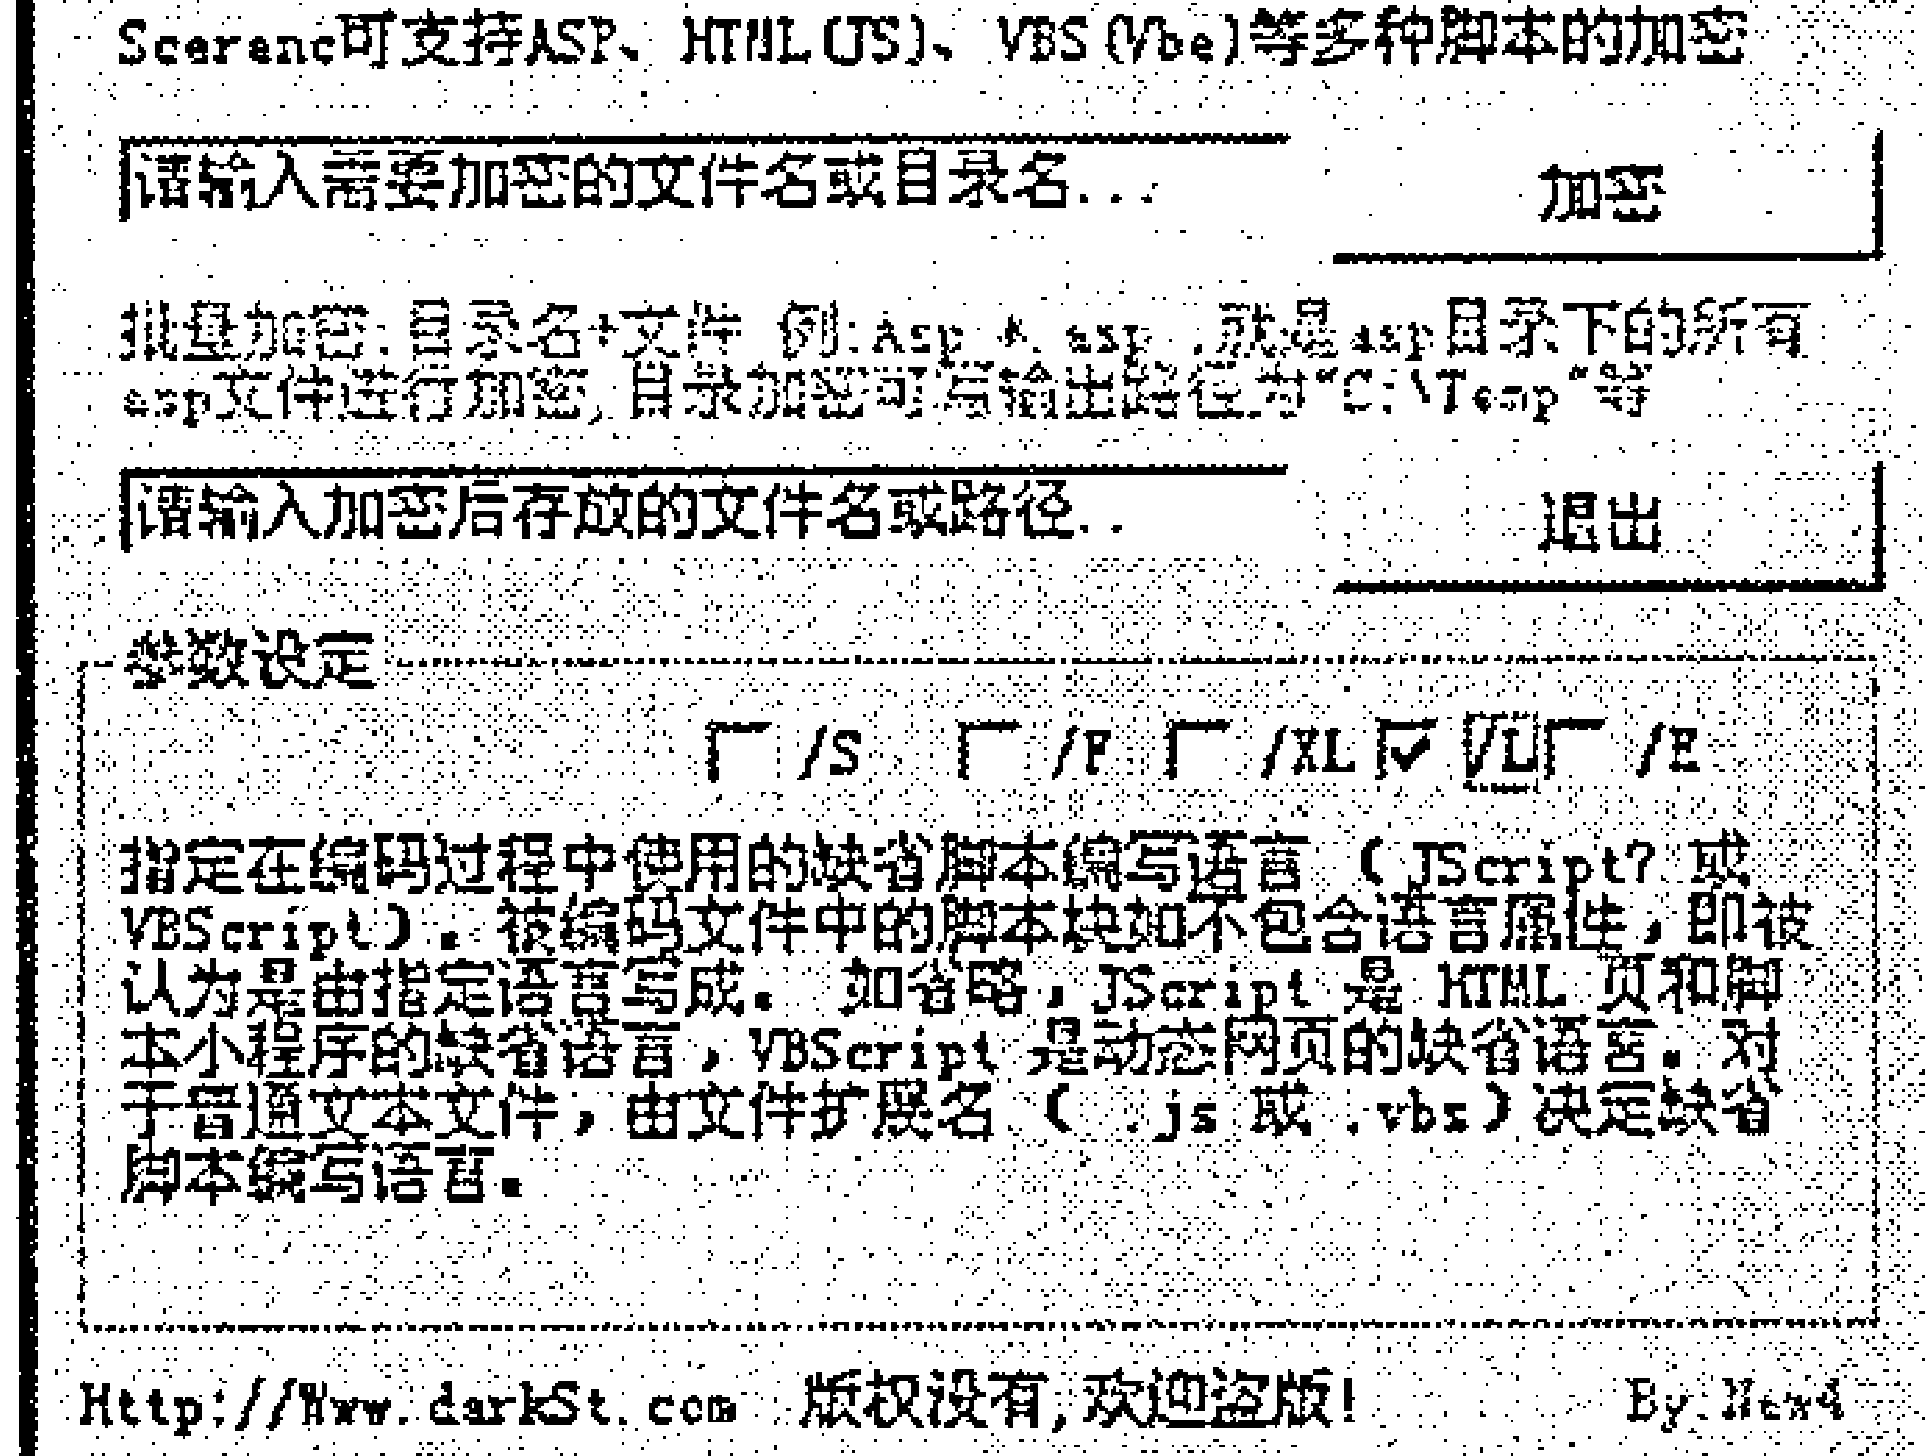 Scerenc可支持ASP、HTML(JS)、VBS(Vbe)等多种脚本的加密
请输入需要加密的文件名或目录名...
加密
批量加密:目录名+文件 例:Asp\*.asp ,就是asp目录下的所有
asp文件进行加密,目录加密可写输出路径为"C:\Temp"等
请输入加密后存放的文件名或路径..
退出
参数设定
/S /F /XL /L /E
指定在编码过程中使用的缺省脚本编写语言 (JScript? 或
VBScript)。被编码文件中的脚本块如不包含语言属性,即被
认为是由指定语言写成。 如省略,JScript 是 HTML 页和脚
本小程序的缺省语言,VBScript 是动态网页的缺省语言。对
于普通文本文件,由文件扩展名 ( .js 或 .vbs)决定缺省
脚本编写语言。
Http://Www.darkSt.com 版权没有,欢迎盗版!
By